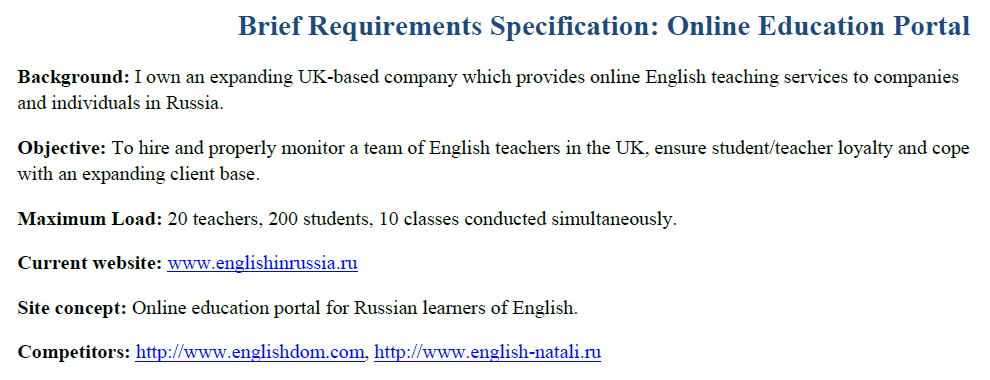 Brief Requirements Specification: Online Education Portal
Background: I own an expanding UK-based company which provides online English teaching services to companies
and individuals in Russia.
Objective: To hire and properly monitor a team of English teachers in the UK, ensure student/teacher loyalty and cope
with an expanding client base.
Maximum Load: 20 teachers, 200 students, 10 classes conducted simultaneously.
Current website: www.englishinrussia.ru
Site concept: Online education portal for Russian learners of English.
Competitors: http://www.englishdom.com, http://www.english-natali.ru